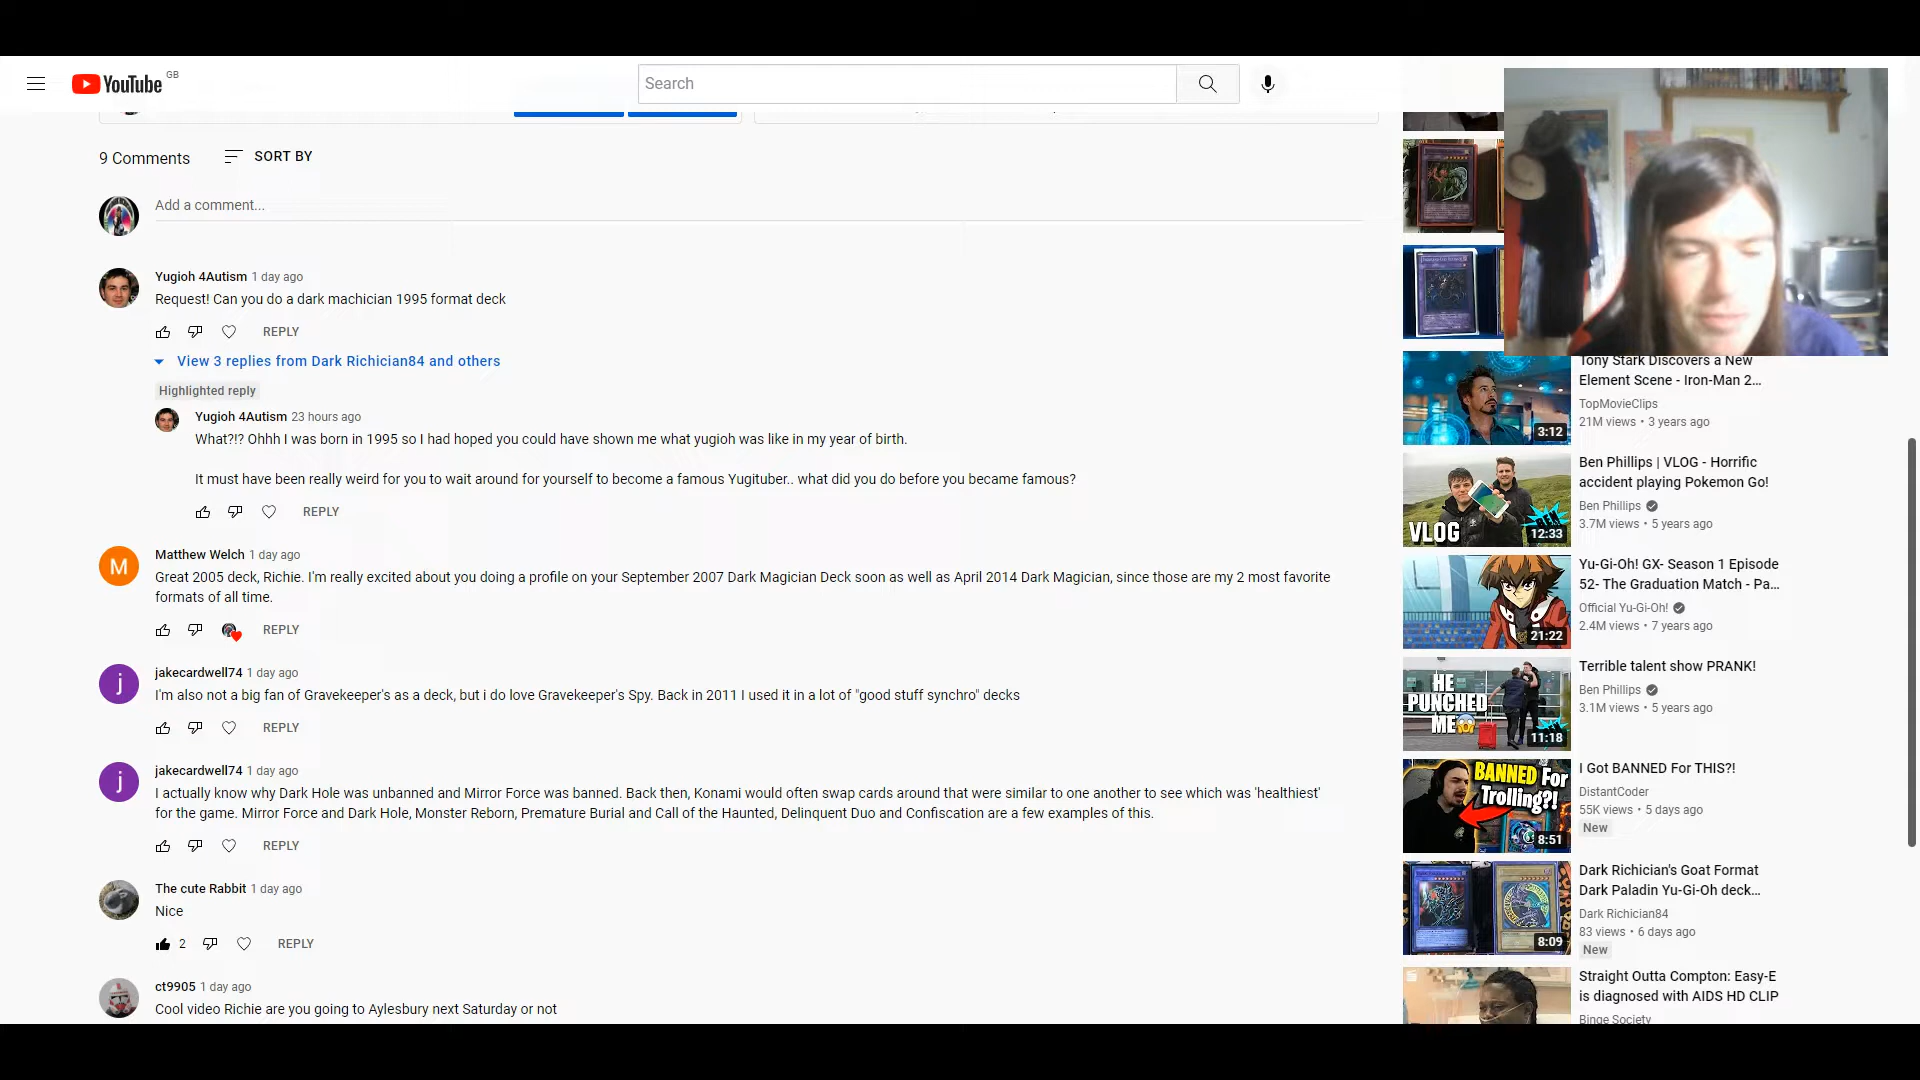 YouTube GB
Search
9 Comments
SORT BY
Add a comment...
Yugioh 4Autism 1 day ago
Request! Can you do a dark machician 1995 format deck
REPLY
View 3 replies from Dark Richician84 and others
Highlighted reply
Yugioh 4Autism 23 hours ago
What?!? Ohhh I was born in 1995 so I had hoped you could have shown me what yugioh was like in my year of birth.
It must have been really weird for you to wait around for yourself to become a famous Yugituber.. what did you do before you became famous?
REPLY
M
Matthew Welch 1 day ago
Great 2005 deck, Richie. I'm really excited about you doing a profile on your September 2007 Dark Magician Deck soon as well as April 2014 Dark Magician, since those are my 2 most favorite
formats of all time.
REPLY
j
jakecardwell74 1 day ago
I'm also not a big fan of Gravekeeper's as a deck, but i do love Gravekeeper's Spy. Back in 2011 I used it in a lot of "good stuff synchro" decks
REPLY
j
jakecardwell74 1 day ago
I actually know why Dark Hole was unbanned and Mirror Force was banned. Back then, Konami would often swap cards around that were similar to one another to see which was 'healthiest'
for the game. Mirror Force and Dark Hole, Monster Reborn, Premature Burial and Call of the Haunted, Delinquent Duo and Confiscation are a few examples of this.
REPLY
The cute Rabbit 1 day ago
Nice
2
REPLY
ct9905 1 day ago
Cool video Richie are you going to Aylesbury next Saturday or not
Tony Stark Discovers a New
Element Scene - Iron-Man 2...
TopMovieClips
21M views • 3 years ago
3:12
Ben Phillips | VLOG - Horrific
accident playing Pokemon Go!
Ben Phillips
3.7M views • 5 years ago
VLOG
12:33
Yu-Gi-Oh! GX- Season 1 Episode
52- The Graduation Match - Pa...
Official Yu-Gi-Oh!
2.4M views • 7 years ago
21:22
Terrible talent show PRANK!
Ben Phillips
3.1M views • 5 years ago
HE
PUNCHED
ME
11:18
I Got BANNED For THIS?!
DistantCoder
55K views • 5 days ago
New
BANNED For
Trolling?!
8:51
Dark Richician's Goat Format
Dark Paladin Yu-Gi-Oh deck...
Dark Richician84
83 views • 6 days ago
New
8:09
Straight Outta Compton: Easy-E
is diagnosed with AIDS HD CLIP
Binge Society